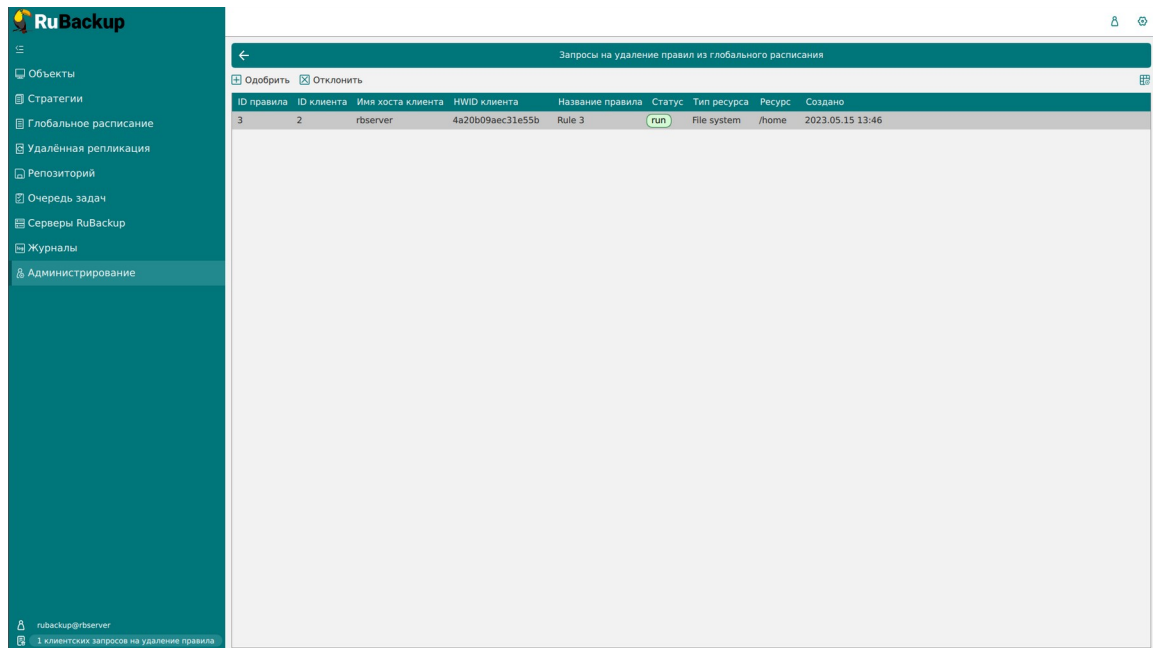 RuBackup
Запросы на удаление правил из глобального расписания
Объекты
Стратегии
Глобальное расписание
Удалённая репликация
Репозиторий
Очередь задач
Серверы RuBackup
Журналы
Администрирование
Одобрить Отклонить
ID правила ID клиента Имя хоста клиента HWID клиента Название правила Статус Тип ресурса Ресурс Создано
3 2 rbserver 4a20b09aec31e55b Rule 3 run File system /home 2023.05.15 13:46
rubackup@rbserver
1 клиентских запросов на удаление правила